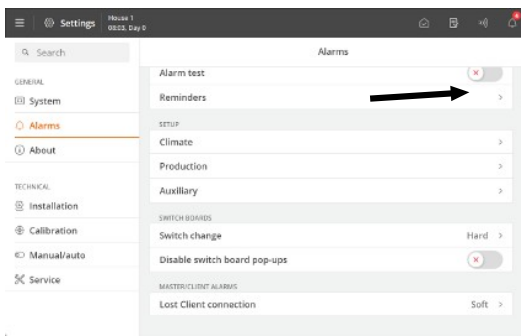 Settings
House 1
08:03, Day 0
Search
Alarms
GENERAL
System
Alarms
About
TECHNICAL
Installation
Calibration
Manual/auto
Service
Alarm test
Reminders
SETUP
Climate
Production
Auxiliary
SWITCH BOARDS
Switch change Hard
Disable switch board pop-ups
MASTER/CLIENT ALARMS
Lost Client connection Soft